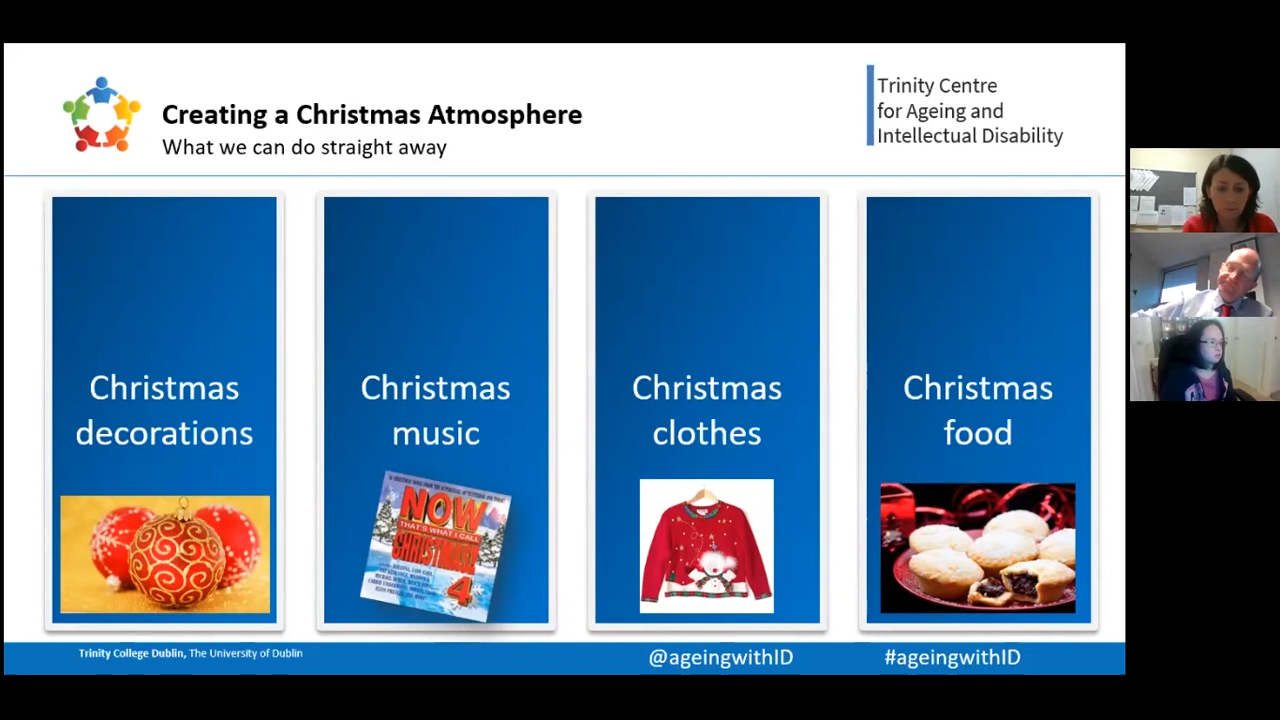 Creating a Christmas Atmosphere
What we can do straight away
Trinity Centre
for Ageing and
Intellectual Disability
Christmas
decorations
Christmas
music
NOW
THAT'S WHAT I CALL
CHRISTMAS!
4
Christmas
clothes
Christmas
food
Trinity College Dublin, The University of Dublin
@ageingwithID
#ageingwithID